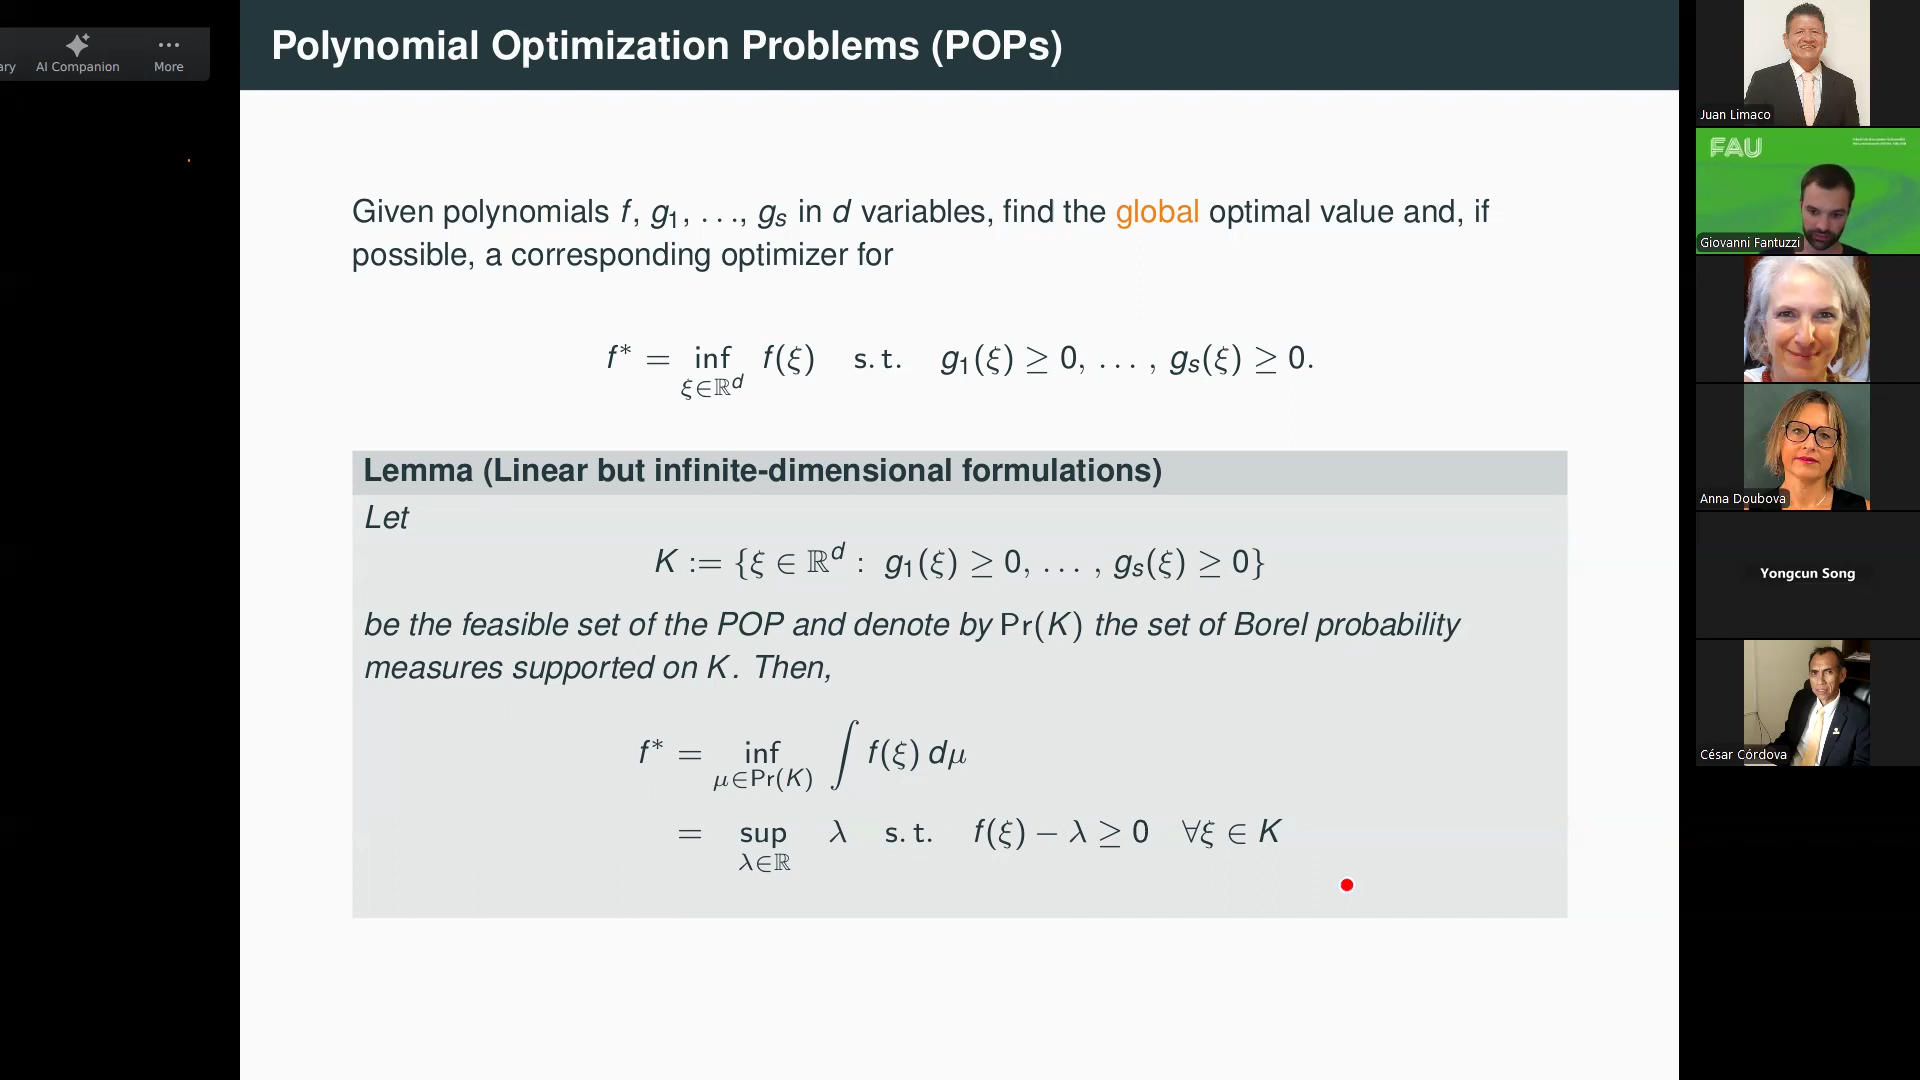 Polynomial Optimization Problems (POPs)
ary
AI Companion
More
Given polynomials f, g₁, …, gₛ in d variables, find the global optimal value and, if
possible, a corresponding optimizer for
f* = inf f(ξ) s.t. g₁(ξ) ≥ 0, … , gₛ(ξ) ≥ 0.
ξ∈ℝᵈ
Lemma (Linear but infinite-dimensional formulations)
Let
K := {ξ ∈ ℝᵈ : g₁(ξ) ≥ 0, … , gₛ(ξ) ≥ 0}
be the feasible set of the POP and denote by Pr(K) the set of Borel probability
measures supported on K. Then,
f* = inf ∫ f(ξ) dμ
μ∈Pr(K)
= sup λ s.t. f(ξ) − λ ≥ 0 ∀ξ ∈ K
λ∈ℝ
Juan Limaco
FAU
Giovanni Fantuzzi
Anna Doubova
Yongcun Song
César Córdova